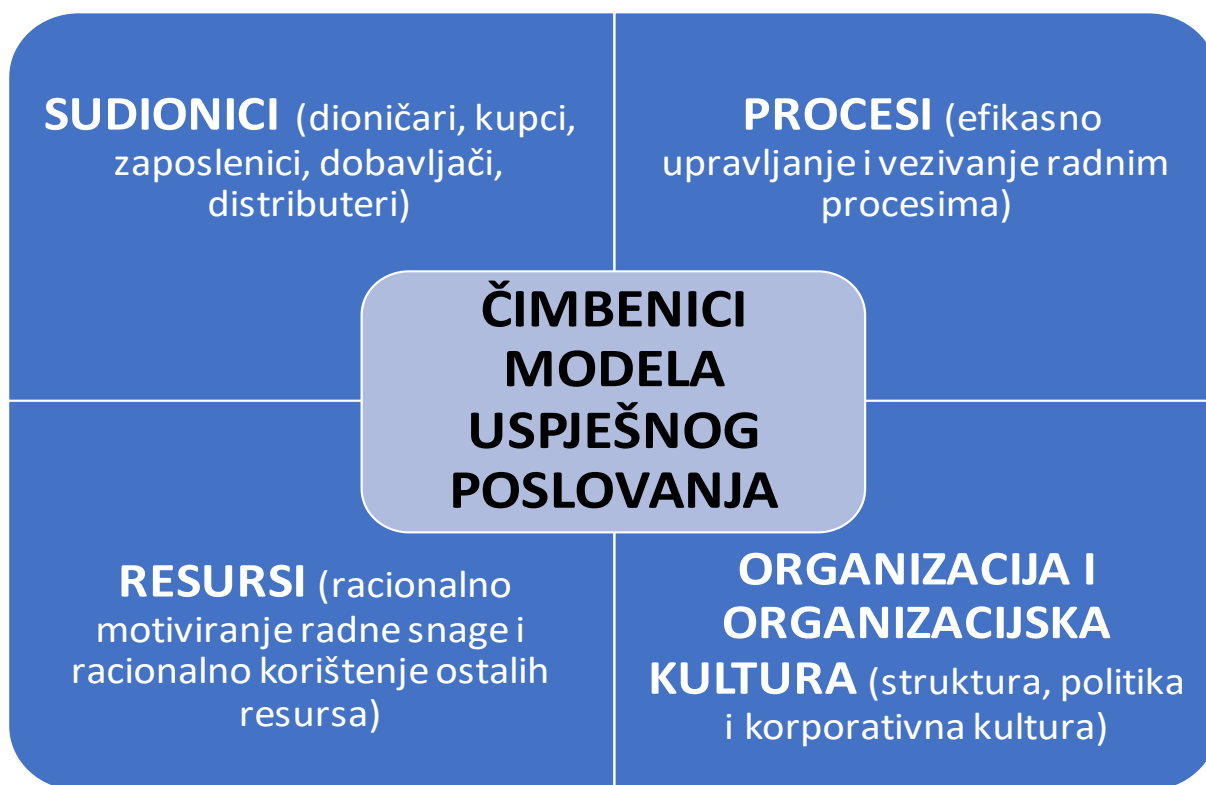 SUDIONICI (dioničari, kupci,
zaposlenici, dobavljači,
distributeri)
PROCESI (efikasno
upravljanje i vezivanje radnim
procesima)
ČIMBENICI
MODELA
USPJEŠNOG
POSLOVANJA
RESURSI (racionalno
motiviranje radne snage i
racionalno korištenje ostalih
resursa)
ORGANIZACIJA I
ORGANIZACIJSKA
KULTURA (struktura, politika
i korporativna kultura)